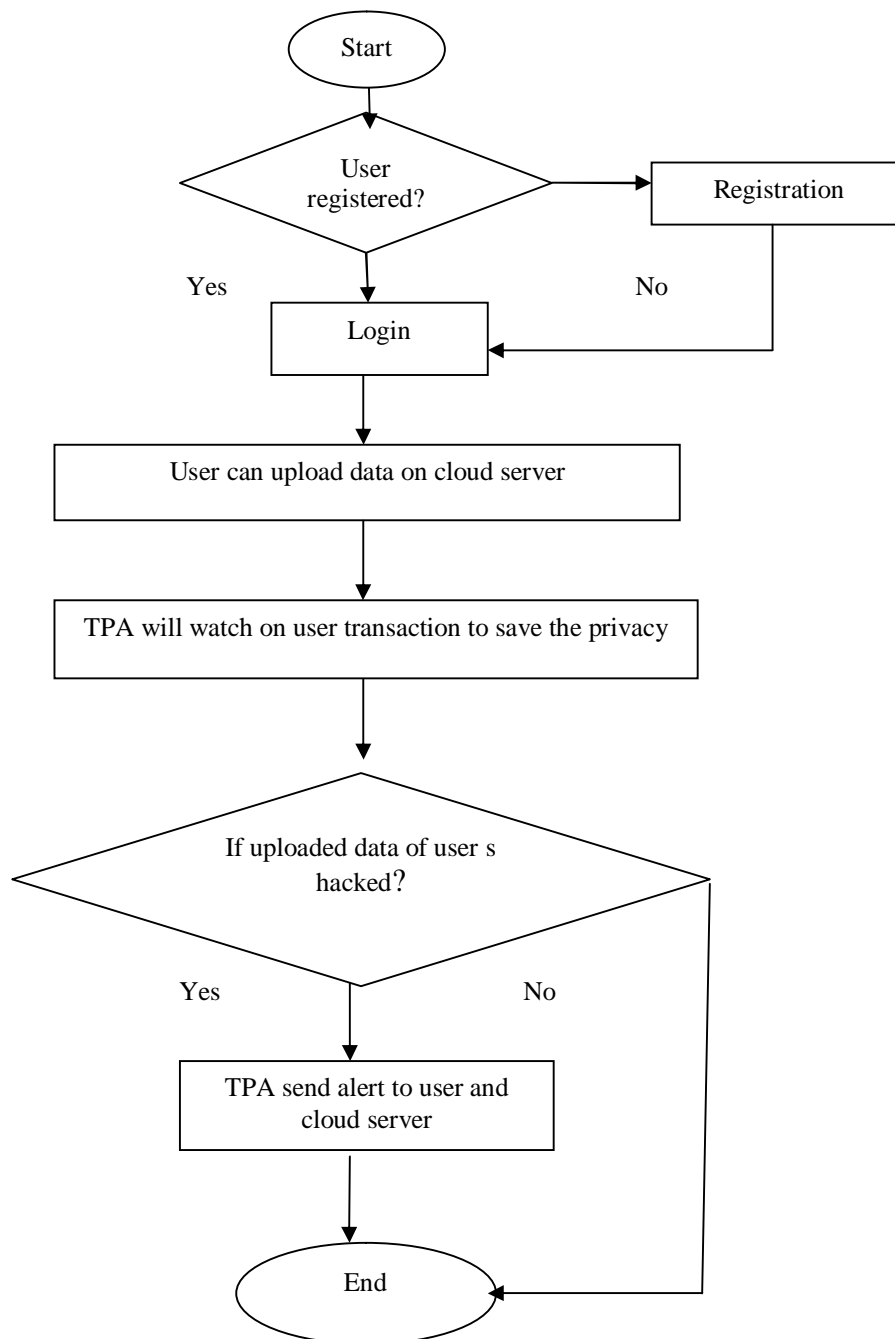 Start
User
registered?
Registration
Yes
No
Login
User can upload data on cloud server
TPA will watch on user transaction to save the privacy
If uploaded data of user s
hacked?
Yes
No
TPA send alert to user and
cloud server
End